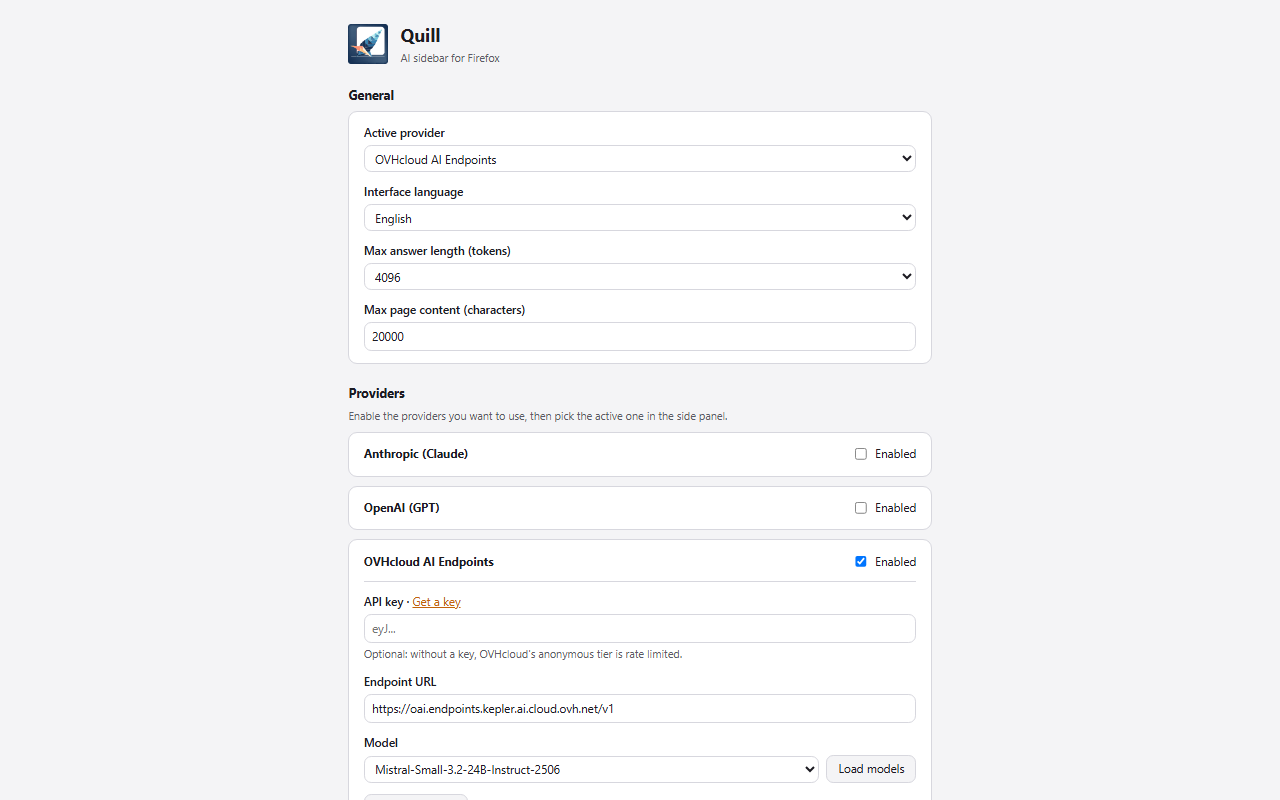 Quill
AI sidebar for Firefox
General
Active provider
OVHcloud AI Endpoints
Interface language
English
Max answer length (tokens)
4096
Max page content (characters)
20000
Providers
Enable the providers you want to use, then pick the active one in the side panel.
Anthropic (Claude) Enabled
OpenAI (GPT) Enabled
OVHcloud AI Endpoints Enabled
API key · Get a key
eyJ...
Optional: without a key, OVHcloud's anonymous tier is rate limited.
Endpoint URL
https://oai.endpoints.kepler.ai.cloud.ovh.net/v1
Model
Mistral-Small-3.2-24B-Instruct-2506 Load models